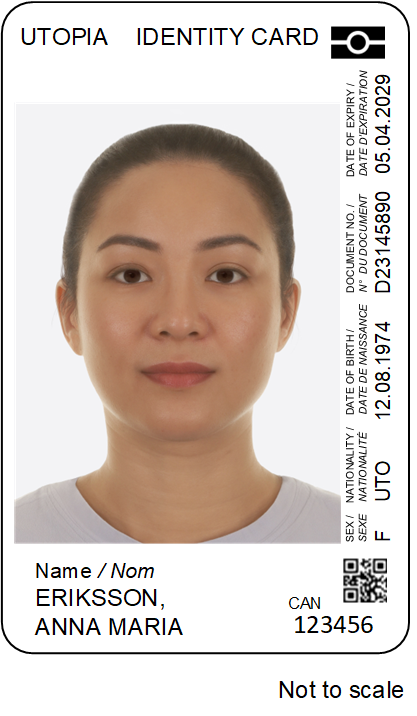 UTOPIA IDENTITY CARD
DATE OF EXPIRY /
DATE D'EXPIRATION
05.04.2029
DOCUMENT NO. /
N° DU DOCUMENT
D23145890
DATE OF BIRTH /
DATE DE NAISSANCE
12.08.1974
NATIONALITY /
NATIONALITÉ
UTO
SEX /
SEXE
F
Name / Nom
ERIKSSON,
ANNA MARIA
CAN
123456
Not to scale